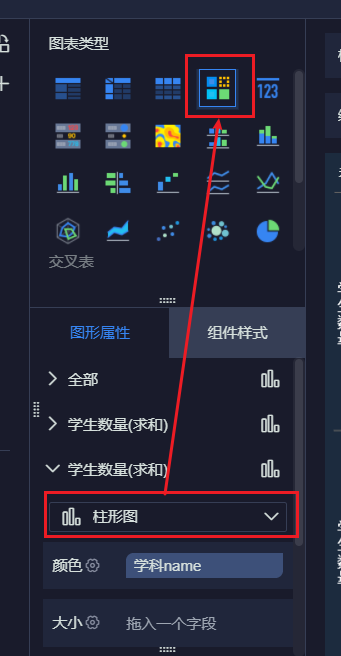 图表类型
123
90
90
交叉表
图形属性 组件样式
全部
学生数量(求和)
学生数量(求和)
柱形图
颜色 学科name
大小 拖入一个字段